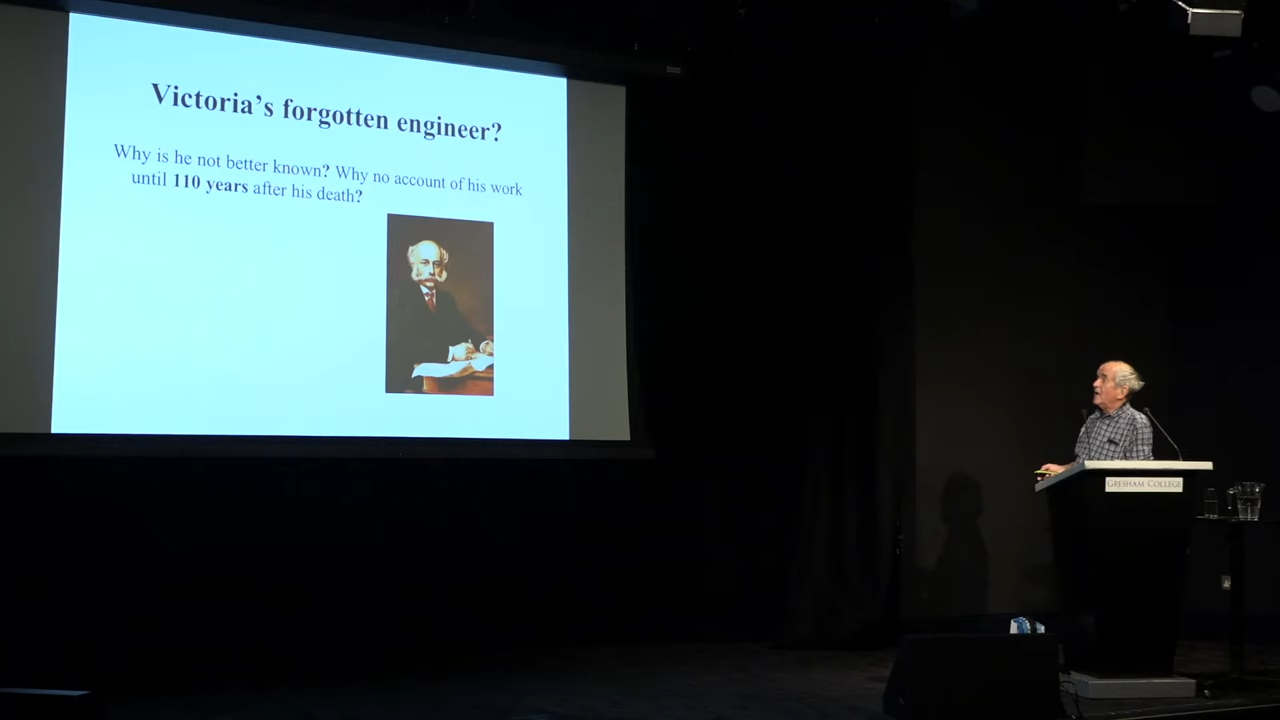 Victoria's forgotten engineer?
Why is he not better known? Why no account of his work
until 110 years after his death?
GRESHAM COLLEGE